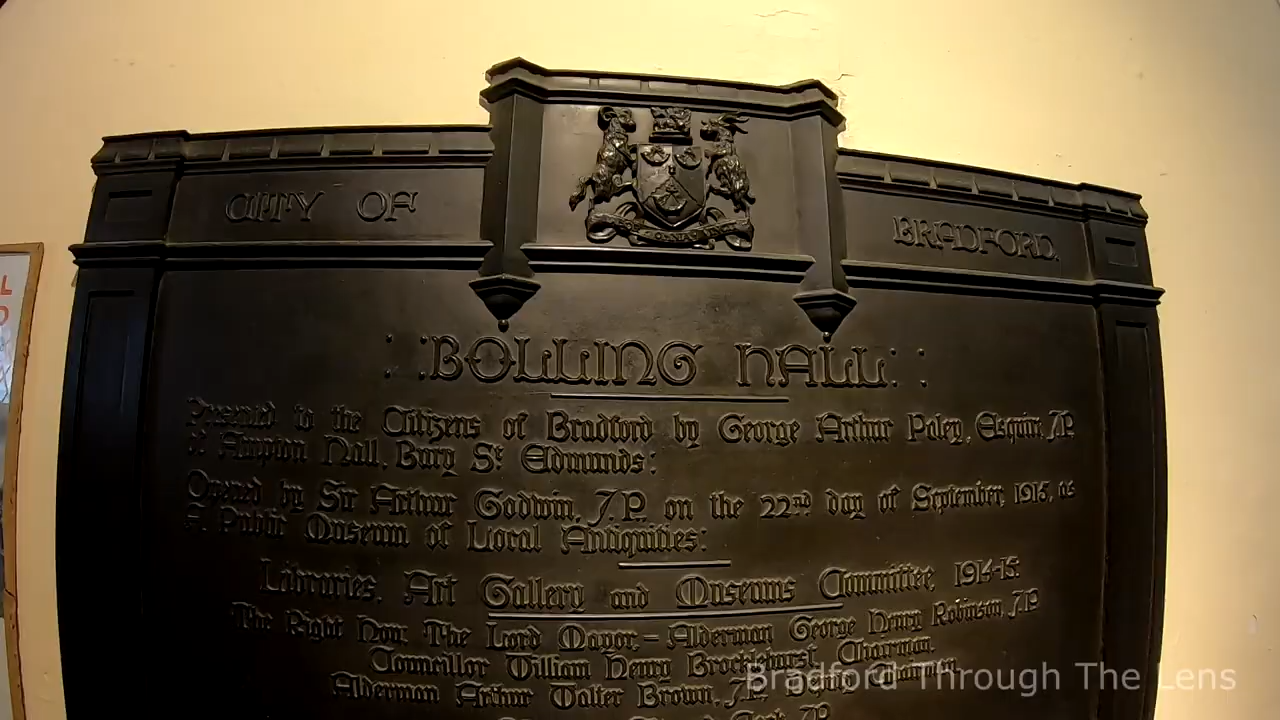 CITY OF
BRADFORD.
: : BOLLING HALL : :
Presented to the Citizens of Bradford by George Arthur Paley, Esquire, J.P.
of Ampton Hall, Bury St Edmunds:
Opened by Sir Arthur Godwin, J.P. on the 22nd day of September, 1915, as
a Public Museum of Local Antiquities:
Libraries, Art Gallery and Museums Committee, 1914-15.
The Right Hon. The Lord Mayor, - Alderman George Henry Robinson, J.P.
Councillor William Henry Brocklehurst, Chairman.
Alderman Arthur Walter Brown, J.P., Deputy Chairman.
Bradford Through The Lens